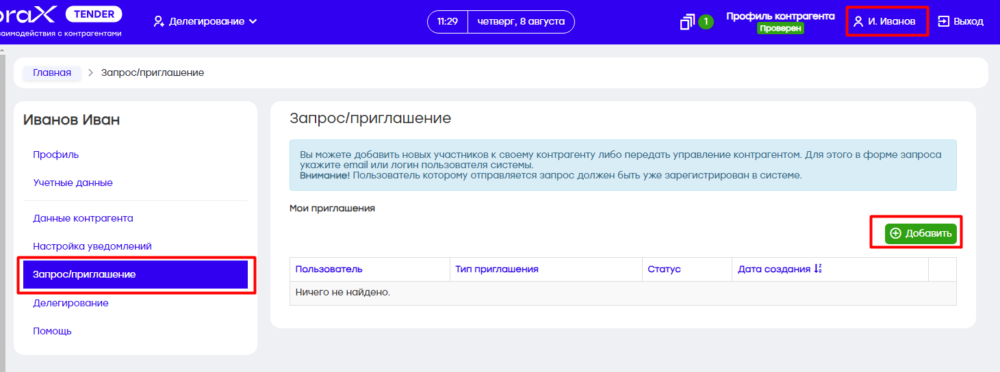 TENDER
заимодействия с контрагентами
Делегирование
11:29
четверг, 8 августа
1
Профиль контрагента
Проверен
И. Иванов
Выход
Главная > Запрос/приглашение
Иванов Иван
Профиль
Учетные данные
Данные контрагента
Настройка уведомлений
Запрос/приглашение
Делегирование
Помощь
Запрос/приглашение
Вы можете добавить новых участников к своему контрагенту либо передать управление контрагентом. Для этого в форме запроса
укажите email или логин пользователя системы.
Внимание! Пользователь которому отправляется запрос должен быть уже зарегистрирован в системе.
Мои приглашения
Добавить
Пользователь Тип приглашения Статус Дата создания
Ничего не найдено.